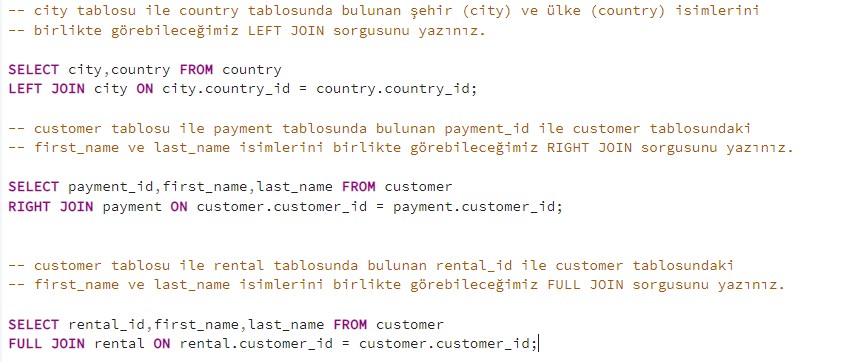 -- city tablosu ile country tablosunda bulunan şehir (city) ve ülke (country) isimlerini
-- birlikte görebileceğimiz LEFT JOIN sorgusunu yazınız.
SELECT city,country FROM country
LEFT JOIN city ON city.country_id = country.country_id;
-- customer tablosu ile payment tablosunda bulunan payment_id ile customer tablosundaki
-- first_name ve last_name isimlerini birlikte görebileceğimiz RIGHT JOIN sorgusunu yazınız.
SELECT payment_id,first_name,last_name FROM customer
RIGHT JOIN payment ON customer.customer_id = payment.customer_id;
-- customer tablosu ile rental tablosunda bulunan rental_id ile customer tablosundaki
-- first_name ve last_name isimlerini birlikte görebileceğimiz FULL JOIN sorgusunu yazınız.
SELECT rental_id,first_name,last_name FROM customer
FULL JOIN rental ON rental.customer_id = customer.customer_id;